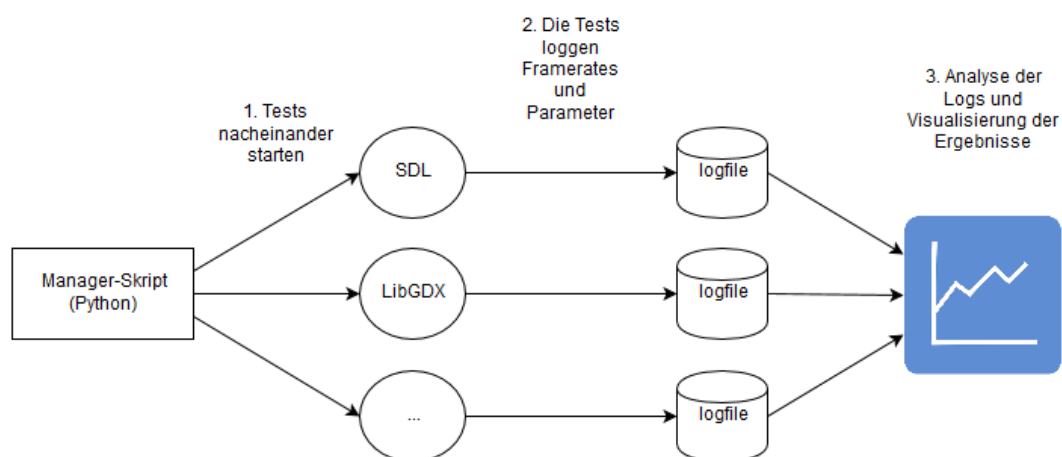 2. Die Tests
loggen
Framerates
und
Parameter
3. Analyse der
Logs und
Visualisierung der
Ergebnisse
1. Tests
nacheinander
starten
SDL
logfile
Manager-Skript
(Python)
LibGDX
logfile
...
logfile